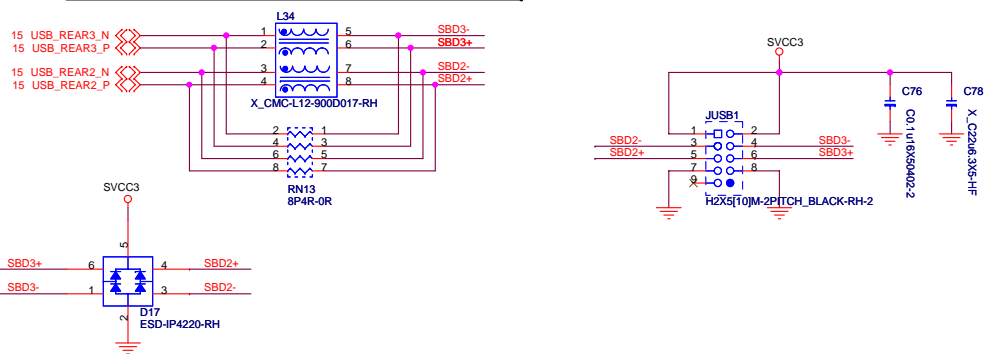 L34
15 USB_REAR3_N 1 5 SBD3-
15 USB_REAR3_P 2 6 SBD3+
15 USB_REAR2_N 3 7 SBD2-
15 USB_REAR2_P 4 8 SBD2+
X_CMC-L12-900D017-RH
2 1
4 3
6 5
8 7
RN13
8P4R-0R
SVCC3
5
SBD3+ 6 4 SBD2+
SBD3- 1 3 SBD2-
2
D17
ESD-IP4220-RH
SVCC3
C76
C0.1u16X50402-2
C78
X_C22u6.3X5-HF
JUSB1
1 2
SBD2- 3 4 SBD3-
SBD2+ 5 6 SBD3+
7 8
9
H2X5[10]M-2PITCH_BLACK-RH-2